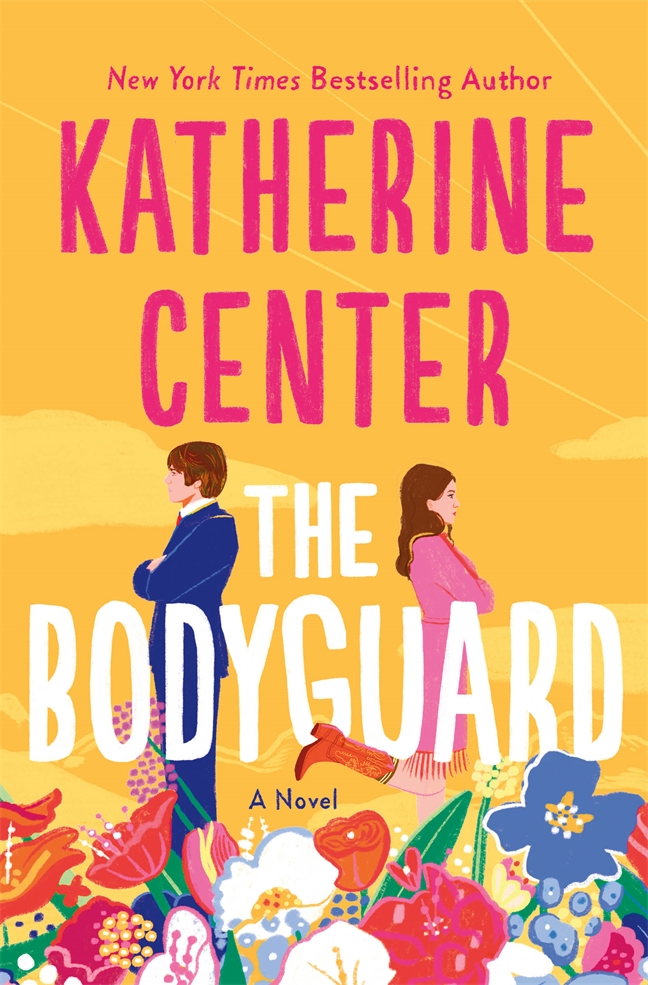 New York Times Bestselling Author
KATHERINE
CENTER
THE
BODYGUARD
A Novel